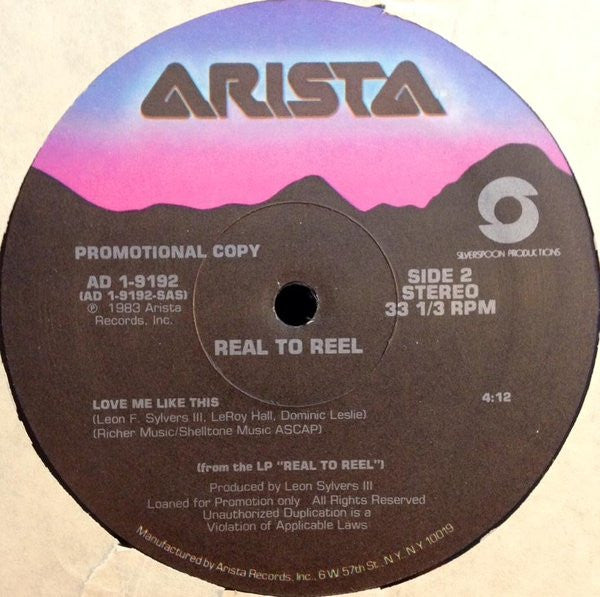 ARISTA
SILVERSPOON PRODUCTIONS
PROMOTIONAL COPY
AD 1-9192
(AD 1-9192-SAS)
℗ 1983 Arista
Records, Inc.
SIDE 2
STEREO
33 1/3 RPM
REAL TO REEL
LOVE ME LIKE THIS 4:12
(Leon F. Sylvers III, LeRoy Hall, Dominic Leslie)
(Richer Music/Shelltone Music ASCAP)
(from the LP "REAL TO REEL")
Produced by Leon Sylvers III
Loaned for Promotion only All Rights Reserved
Unauthorized Duplication is a
Violation of Applicable Laws
Manufactured by Arista Records, Inc., 6 W. 57th St., N.Y., N.Y. 10019